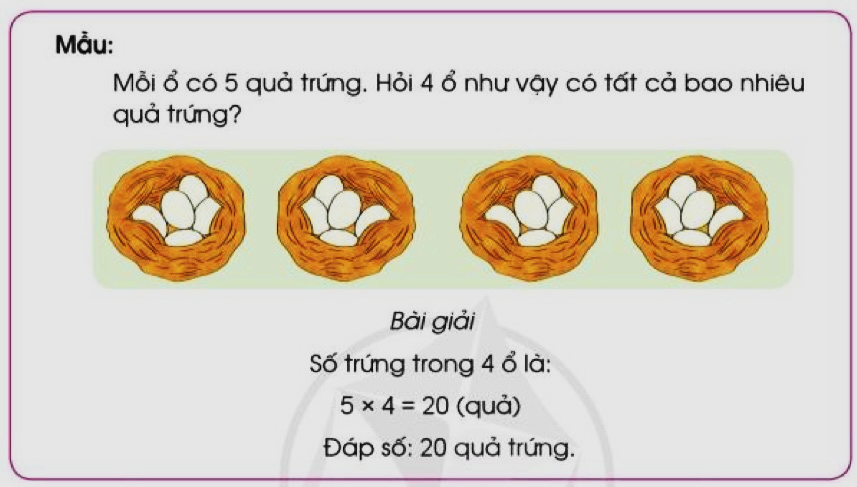 Mẫu:
Mỗi ổ có 5 quả trứng. Hỏi 4 ổ như vậy có tất cả bao nhiêu
quả trứng?
Bài giải
Số trứng trong 4 ổ là:
5 × 4 = 20 (quả)
Đáp số: 20 quả trứng.